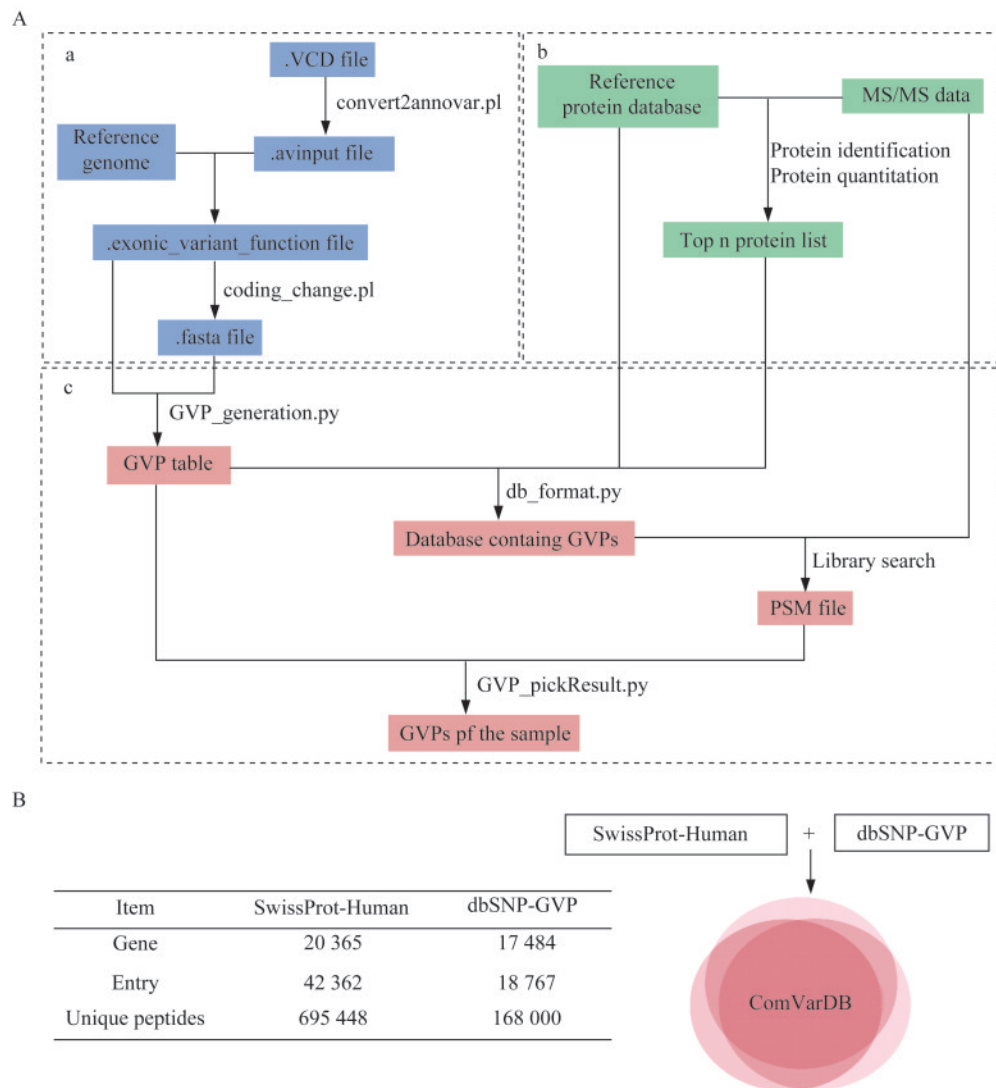 A
a
.VCD file
convert2annovar.pl
Reference
genome
.avinput file
.exonic_variant_function file
coding_change.pl
.fasta file
b
Reference
protein database
MS/MS data
Protein identification
Protein quantitation
Top n protein list
c
GVP_generation.py
GVP table
db_format.py
Database containg GVPs
Library search
PSM file
GVP_pickResult.py
GVPs pf the sample
B
SwissProt-Human + dbSNP-GVP
Item SwissProt-Human dbSNP-GVP
Gene 20 365 17 484
Entry 42 362 18 767
Unique peptides 695 448 168 000
ComVarDB